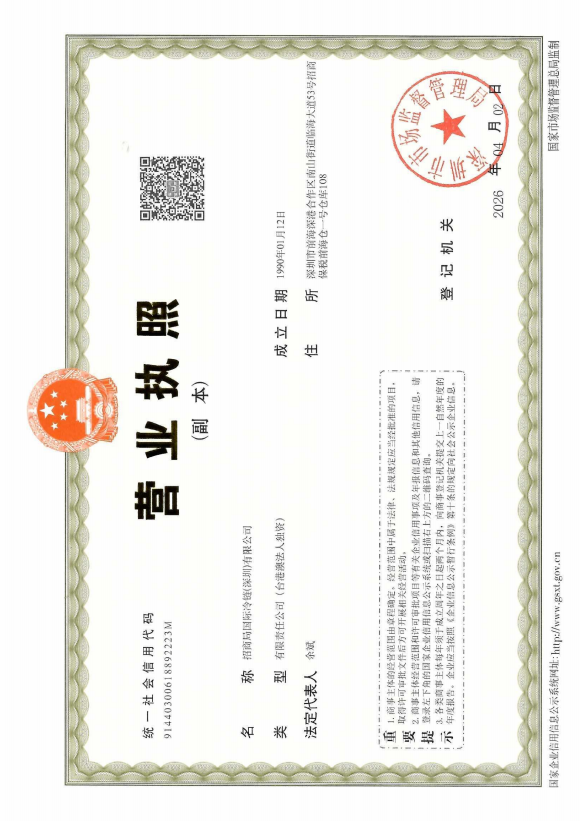 营业执照
(副 本)
统一社会信用代码
91440300618892223M
名 称 招商局国际冷链(深圳)有限公司
类 型 有限责任公司（台港澳法人独资）
法定代表人 余斌
成立日期 1990年01月12日
住 所 深圳市前海深港合作区南山街道临海大道53号招商
保税前海仓一号仓库108
重要提示
1. 商事主体的经营范围由章程确定。经营范围中属于法律、法规规定应当经批准的项目，
取得许可审批文件后方可开展相关经营活动。
2. 商事主体经营范围和许可审批项目等有关企业信用事项及年报信息和其他信用信息，请
登录左下角的国家企业信用信息公示系统或扫描右上方的二维码查询。
3. 各类商事主体每年须于成立周年之日起两个月内，向商事登记机关提交上一自然年度的
年度报告。企业应当按照《企业信息公示暂行条例》第十条的规定向社会公示企业信息。
登记机关
深圳市市场监督管理局
2026 年 04 月 02 日
国家企业信用信息公示系统网址：http://www.gsxt.gov.cn
国家市场监督管理总局监制